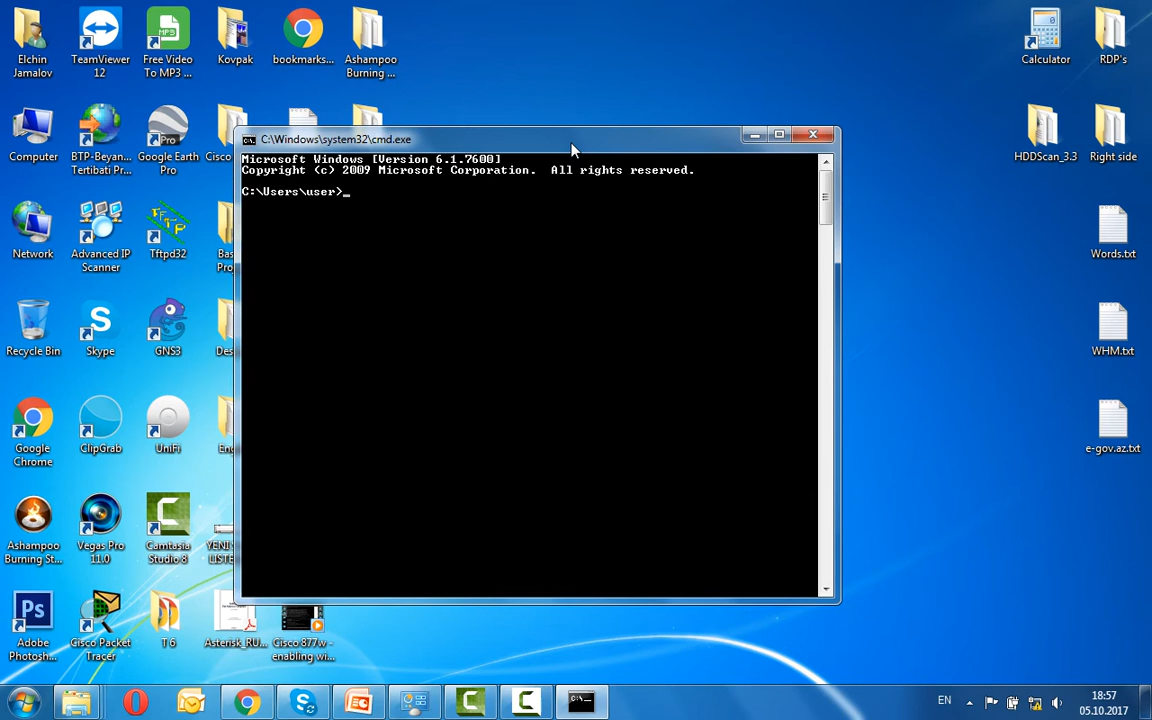 Elchin
Jamalov
TeamViewer
12
Free Video
To MP3 ...
Kovpak
bookmarks...
Ashampoo
Burning ...
Calculator
RDP's
Computer
BTP-Beyan...
Tertibati Pr...
Google Earth
Pro
Cisco
HDDScan_3.3
Right side
C:\Windows\system32\cmd.exe
Microsoft Windows [Version 6.1.7600]
Copyright (c) 2009 Microsoft Corporation.  All rights reserved.
C:\Users\user>_
Network
Advanced IP
Scanner
Tftpd32
Words.txt
Recycle Bin
Skype
GNS3
WHM.txt
Google
Chrome
ClipGrab
UniFi
e-gov.az.txt
Ashampoo
Burning St...
Vegas Pro
11.0
Camtasia
Studio 8
YENI
LISTE
Adobe
Photosh...
Cisco Packet
Tracer
T 6
Asterisk_RU...
Cisco 877w -
enabling wi...
EN
18:57
05.10.2017